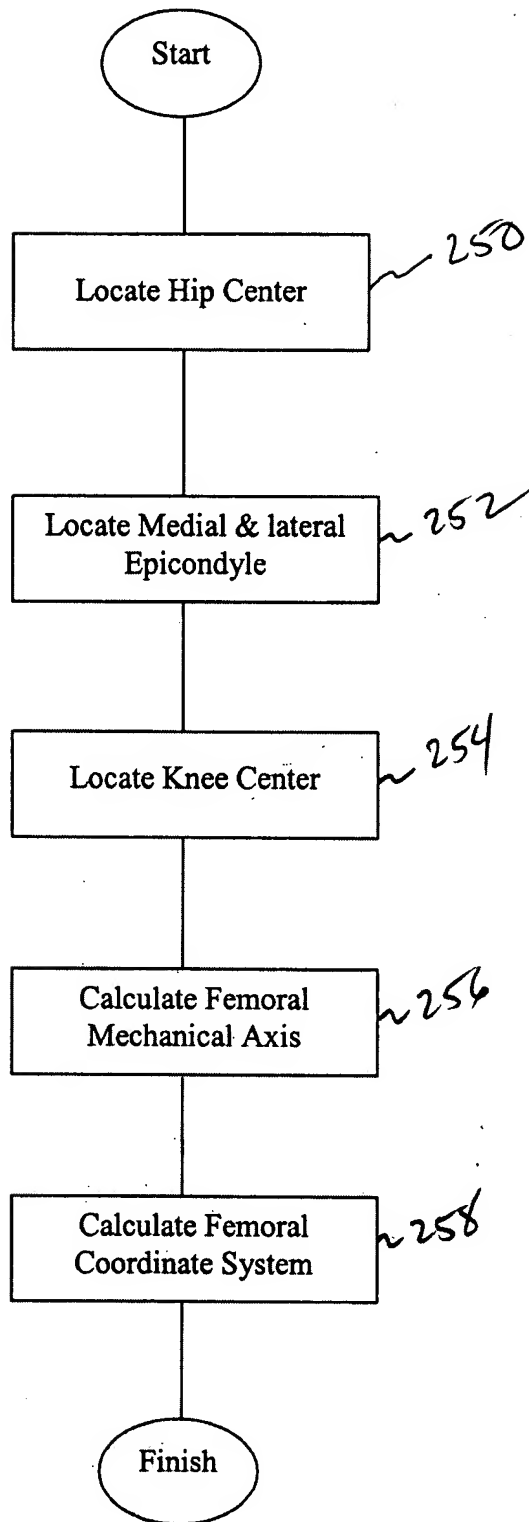 Start
Locate Hip Center
250
Locate Medial & lateral
Epicondyle
252
Locate Knee Center
254
Calculate Femoral
Mechanical Axis
256
Calculate Femoral
Coordinate System
258
Finish